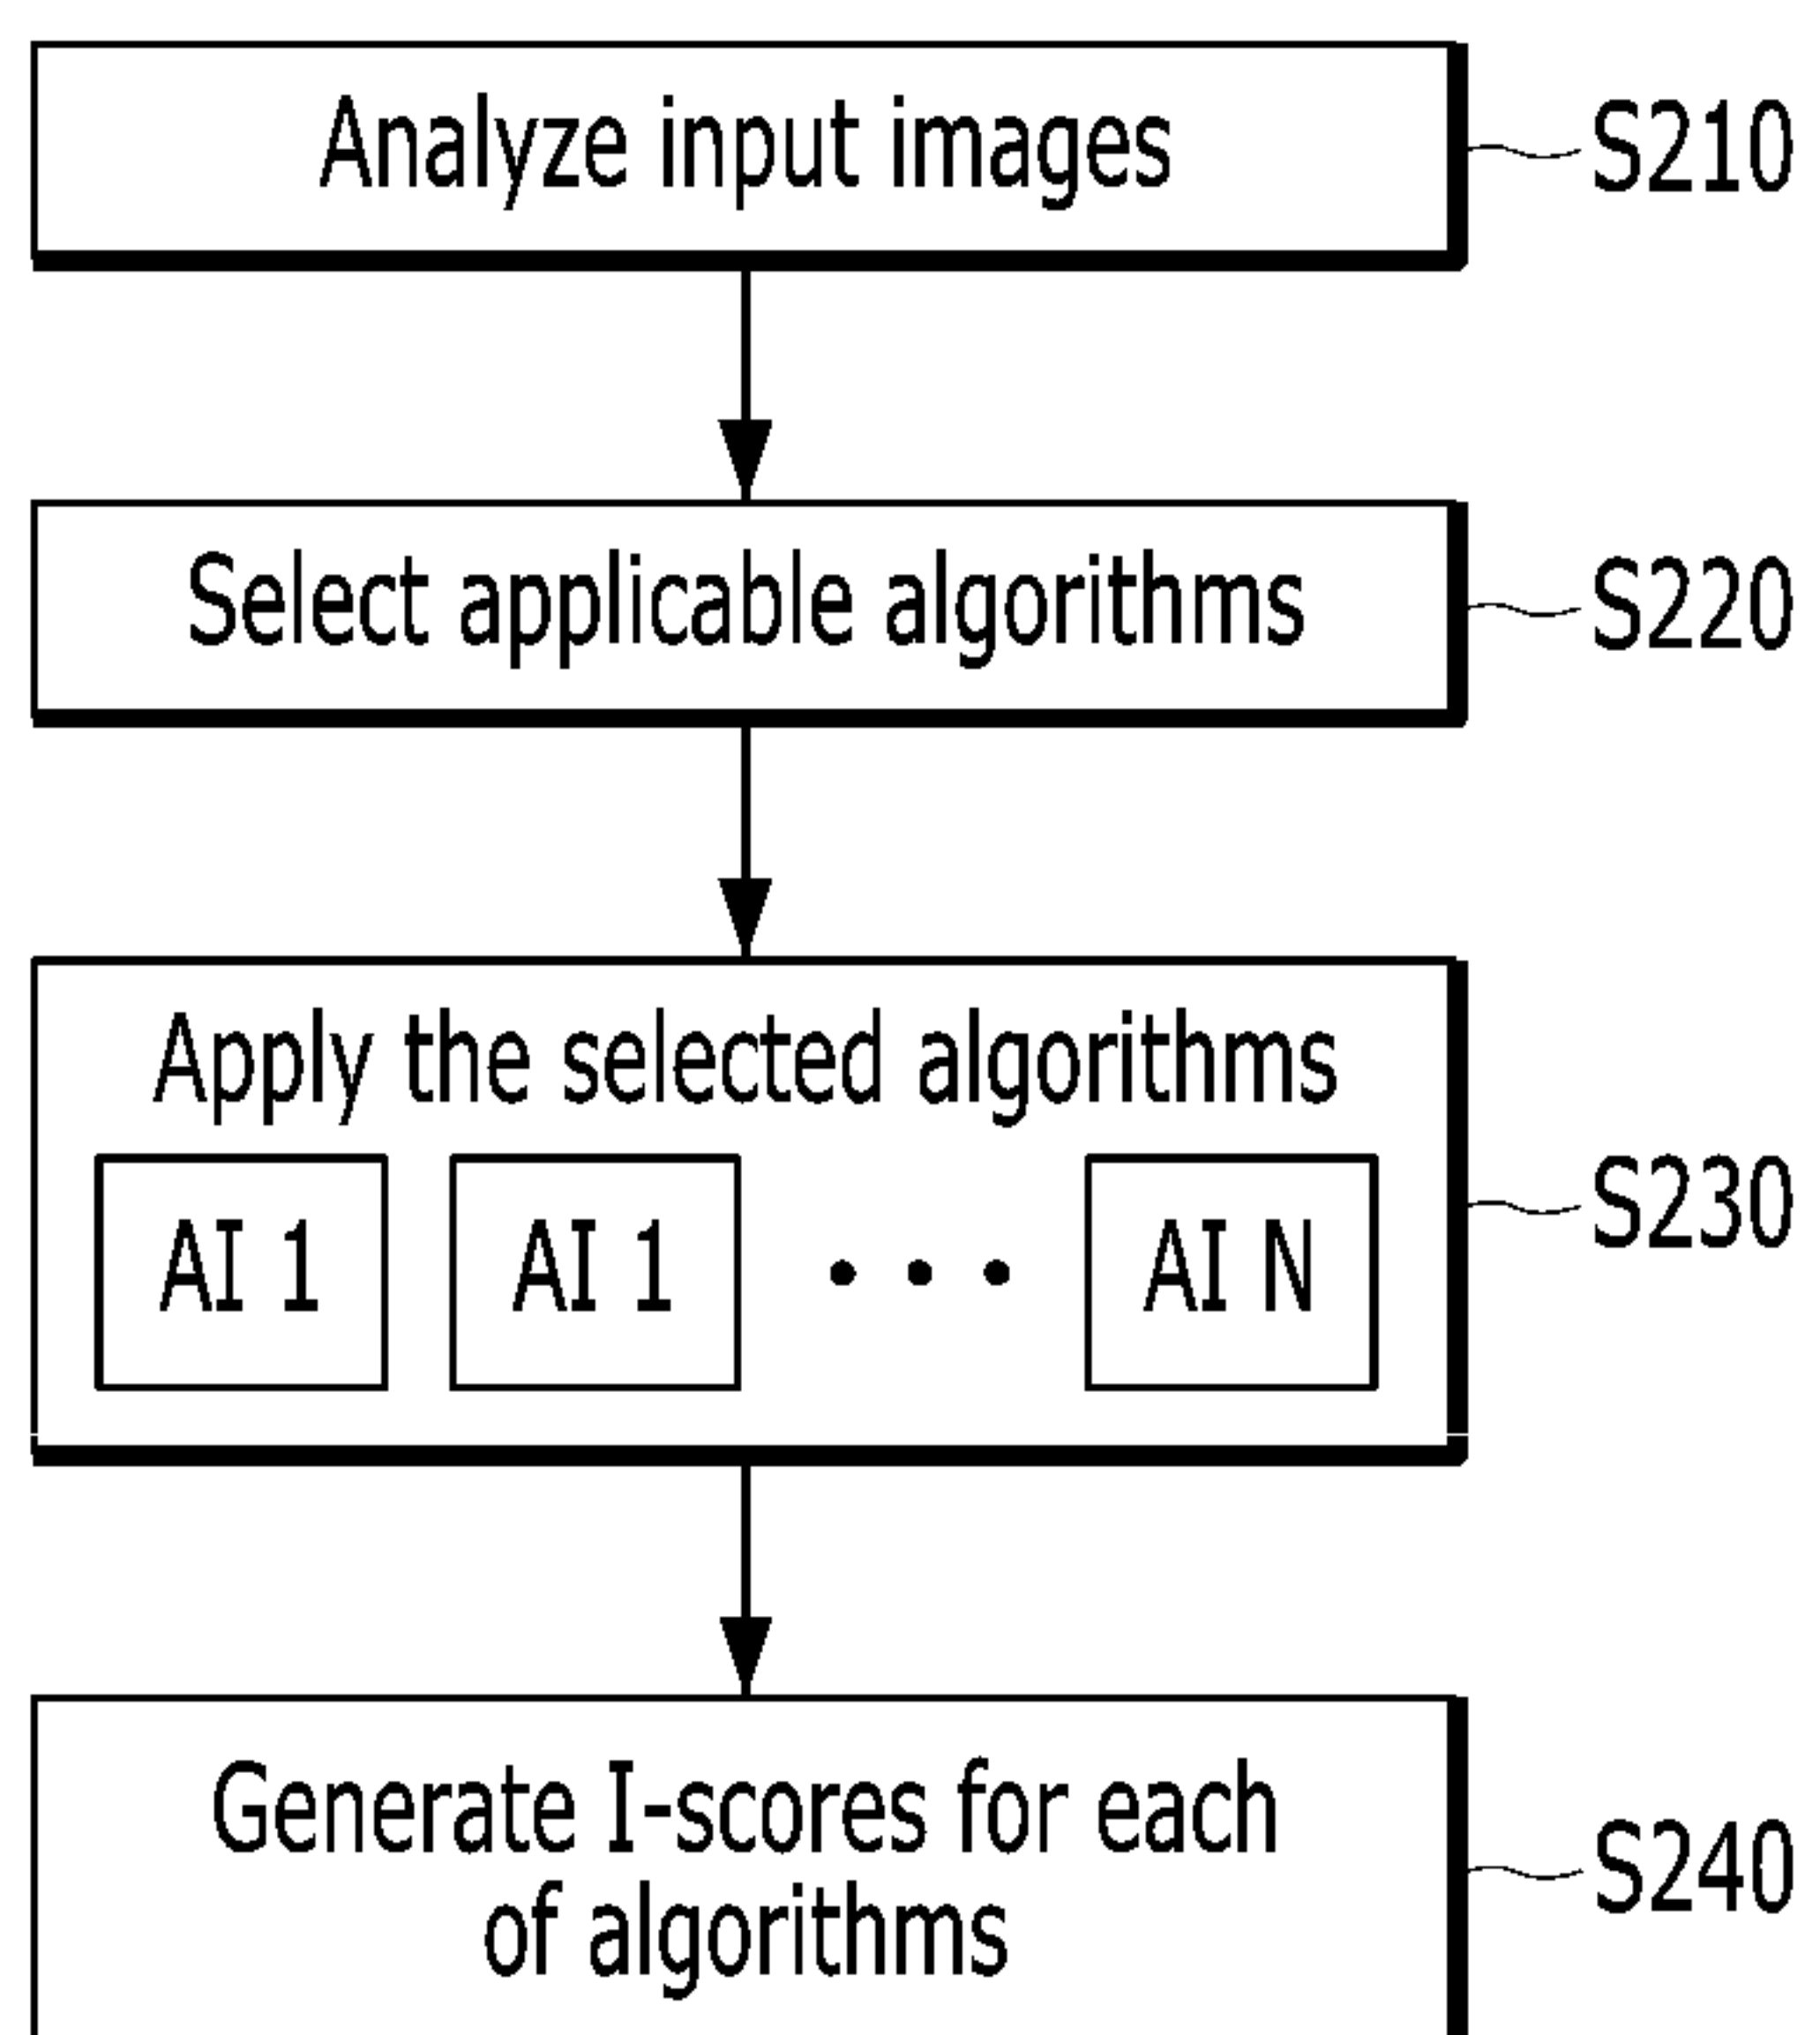 Analyze input images
S210
Select applicable algorithms
S220
Apply the selected algorithms
AI 1
AI 1
• • •
AI N
S230
Generate I-scores for each
of algorithms
S240